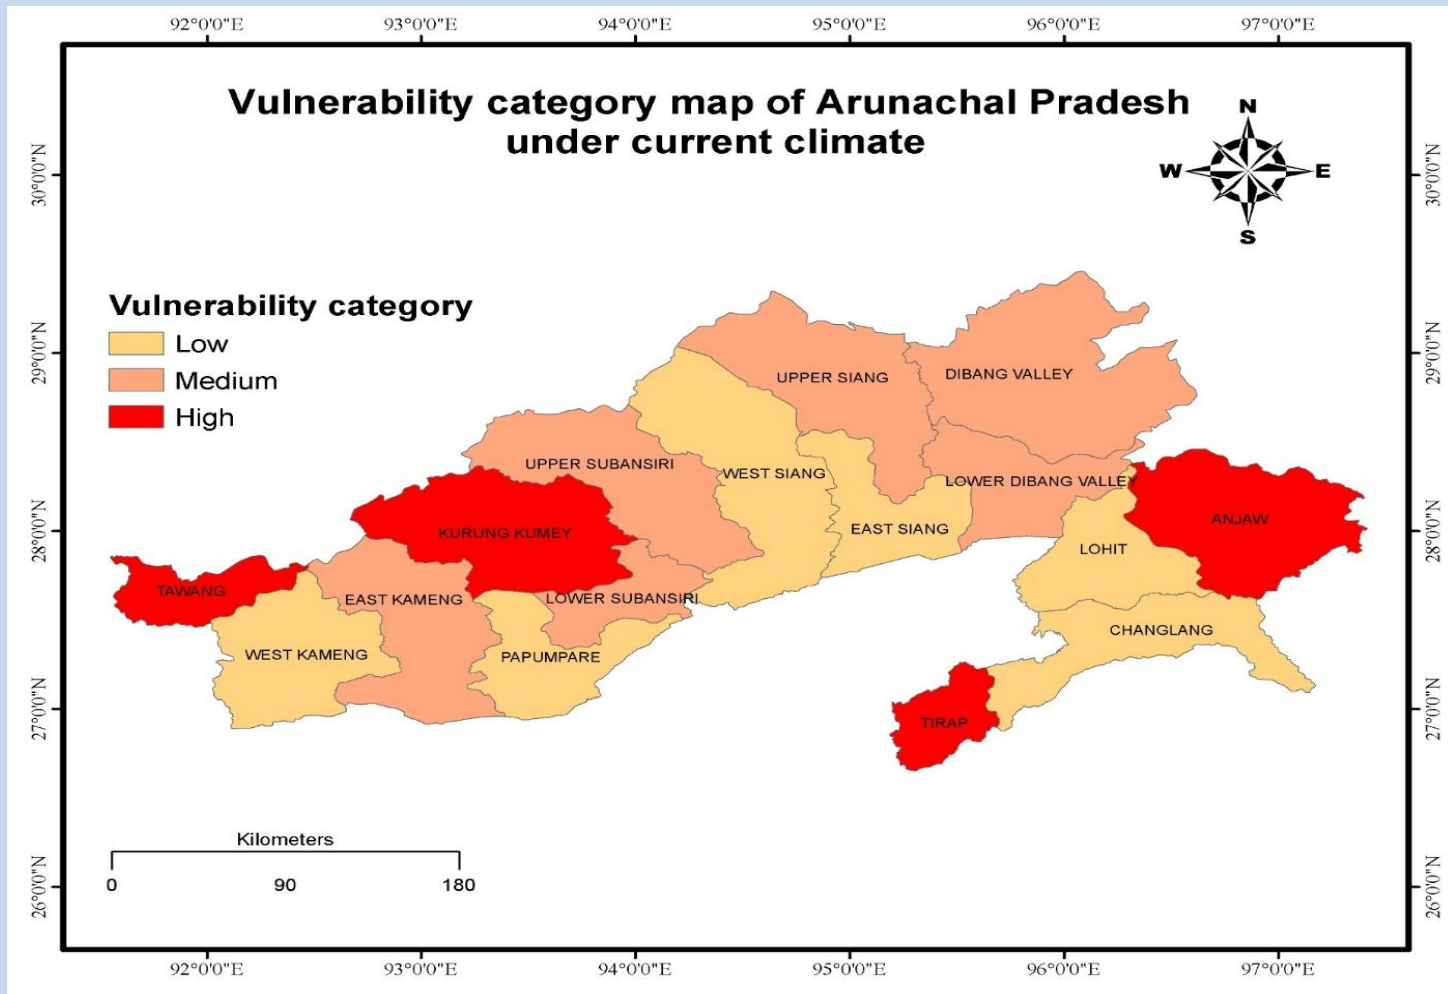 92°0'0"E 93°0'0"E 94°0'0"E 95°0'0"E 96°0'0"E 97°0'0"E
Vulnerability category map of Arunachal Pradesh
under current climate
N
W E
S
30°0'0"N 30°0'0"N
Vulnerability category
Low
Medium
High
29°0'0"N 29°0'0"N
UPPER SIANG
DIBANG VALLEY
UPPER SUBANSIRI
WEST SIANG
LOWER DIBANG VALLEY
KURUNG KUMEY
EAST SIANG
ANJAW
28°0'0"N 28°0'0"N
LOHIT
TAWANG
EAST KAMENG
LOWER SUBANSIRI
CHANGLANG
WEST KAMENG
PAPUMPARE
27°0'0"N 27°0'0"N
TIRAP
Kilometers
0 90 180
26°0'0"N 26°0'0"N
92°0'0"E 93°0'0"E 94°0'0"E 95°0'0"E 96°0'0"E 97°0'0"E